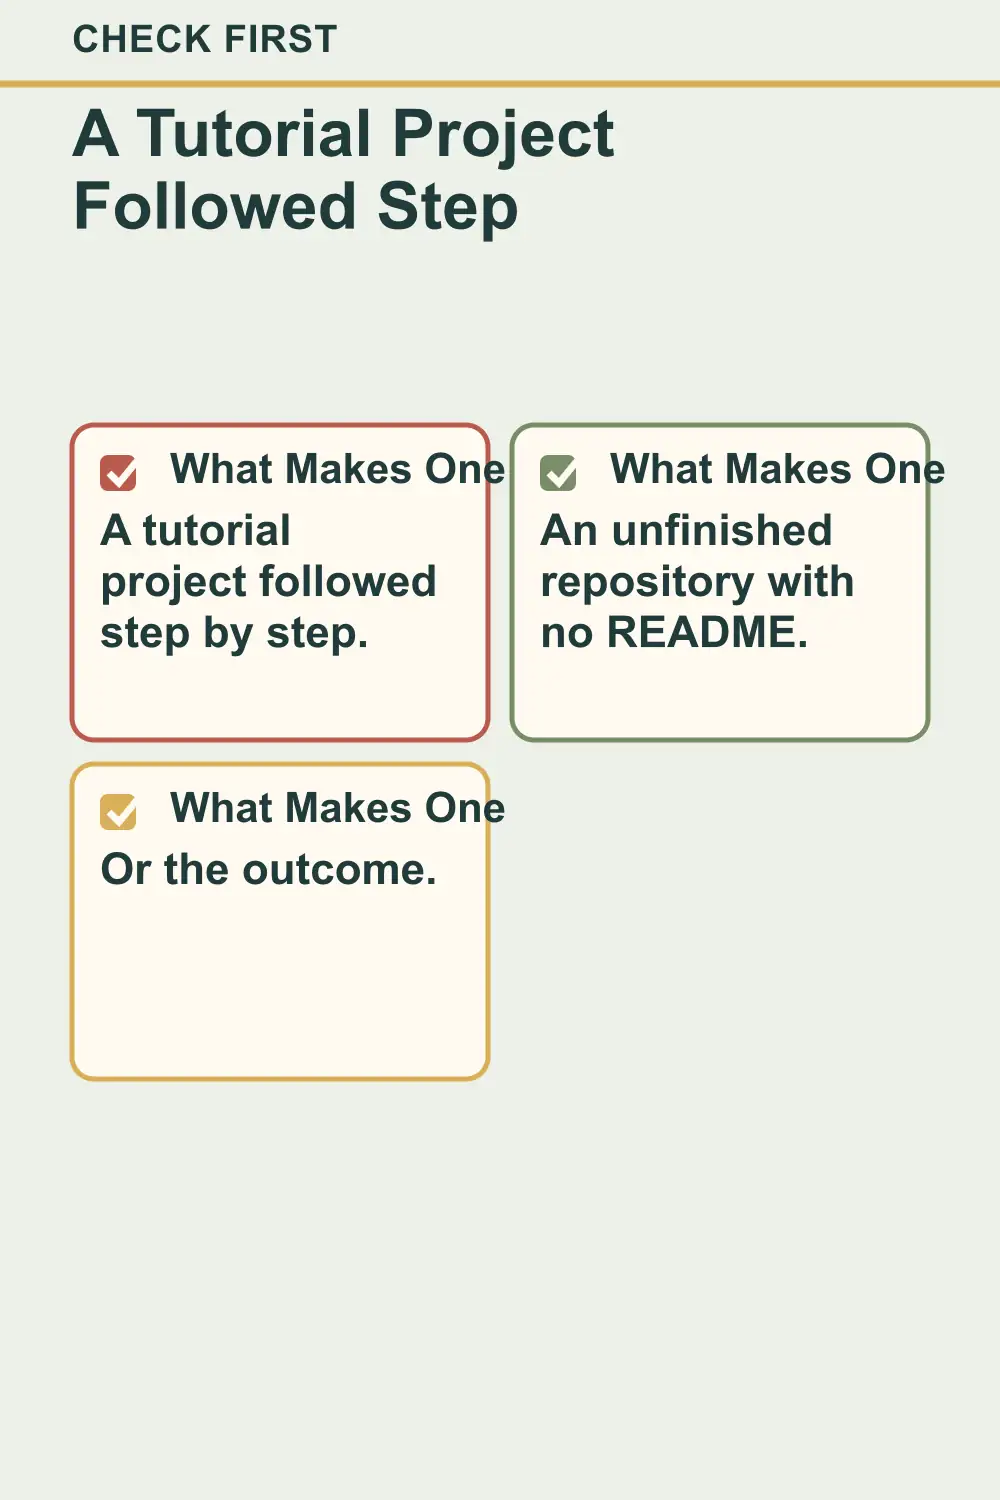 CHECK FIRST
A Tutorial Project
Followed Step
What Makes One
A tutorial
project followed
step by step.
What Makes One
An unfinished
repository with
no README.
What Makes One
Or the outcome.